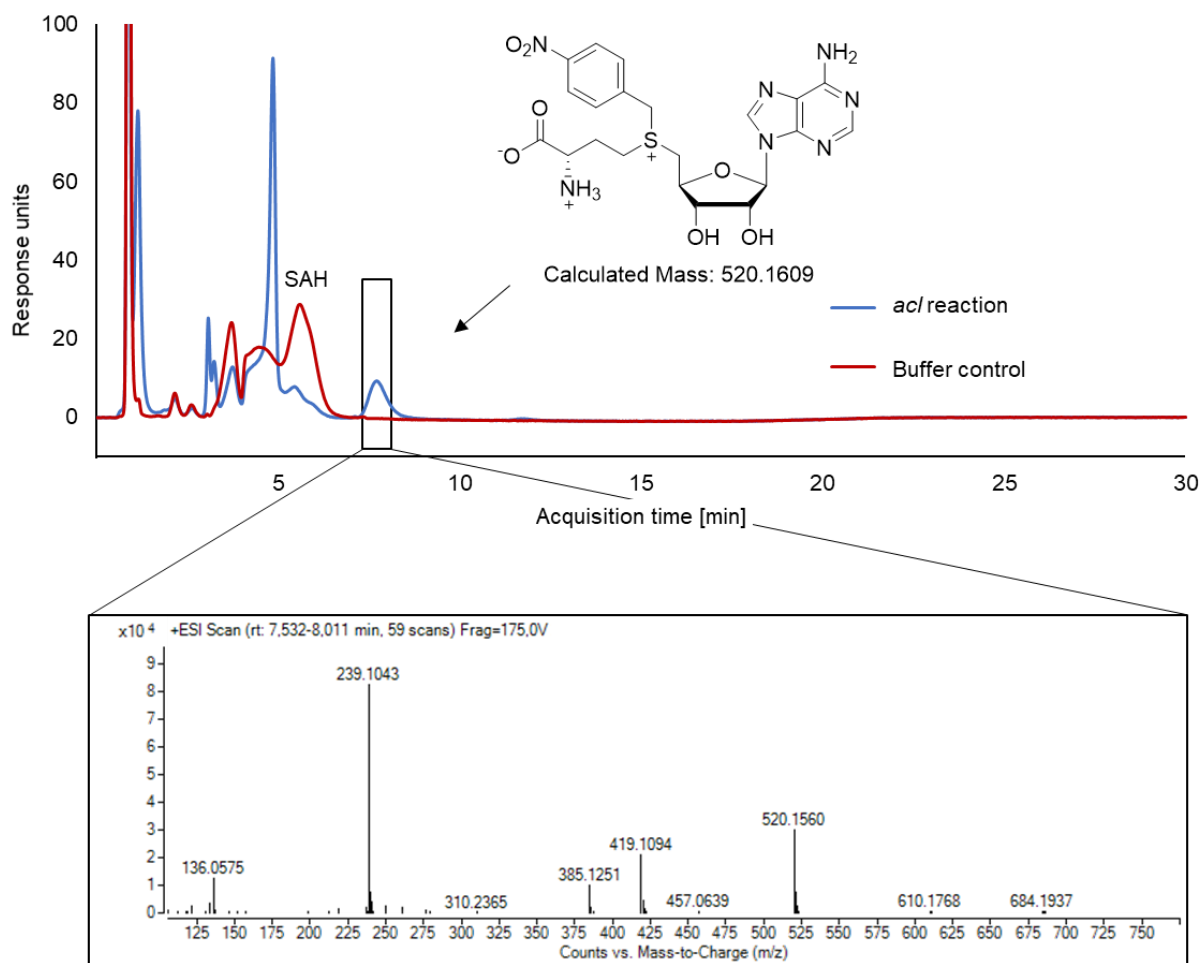 100
80
60
40
20
0
Response units
O₂N
NH₂
N
N
N
N
O
⁻O
S
+
O
NH₃
+
OH
OH
SAH
Calculated Mass: 520.1609
acl reaction
Buffer control
5
10
15
20
25
30
Acquisition time [min]
x10 4 +ESI Scan (rt: 7,532-8,011 min, 59 scans) Frag=175,0V
9
8
7
6
5
4
3
2
1
0
239.1043
520.1560
419.1094
136.0575
385.1251
310.2365
457.0639
610.1768
684.1937
125 150 175 200 225 250 275 300 325 350 375 400 425 450 475 500 525 550 575 600 625 650 675 700 725 750
Counts vs. Mass-to-Charge (m/z)